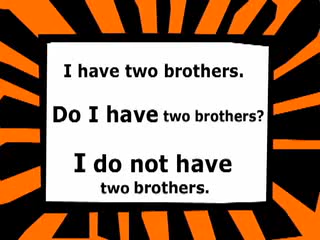 I have two brothers.
Do I have two brothers?
I do not have
two brothers.